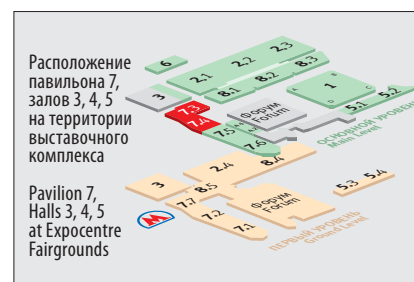 Расположение
павильона 7,
залов 3, 4, 5
на территории
выставочного
комплекса
Pavilion 7,
Halls 3, 4, 5
at Expocentre
Fairgrounds
6
2.1
2.2
2.3
8.1
8.2
8.3
3
7.3
7.4
7.5
7.6
Форум
Forum
A
B
C
D
1
5.1
5.2
ОСНОВНОЙ УРОВЕНЬ
Main Level
3
2.4
8.4
8.5
7.7
7.2
7.1
Форум
Forum
5.3
5.4
ПЕРВЫЙ УРОВЕНЬ
Ground Level
М